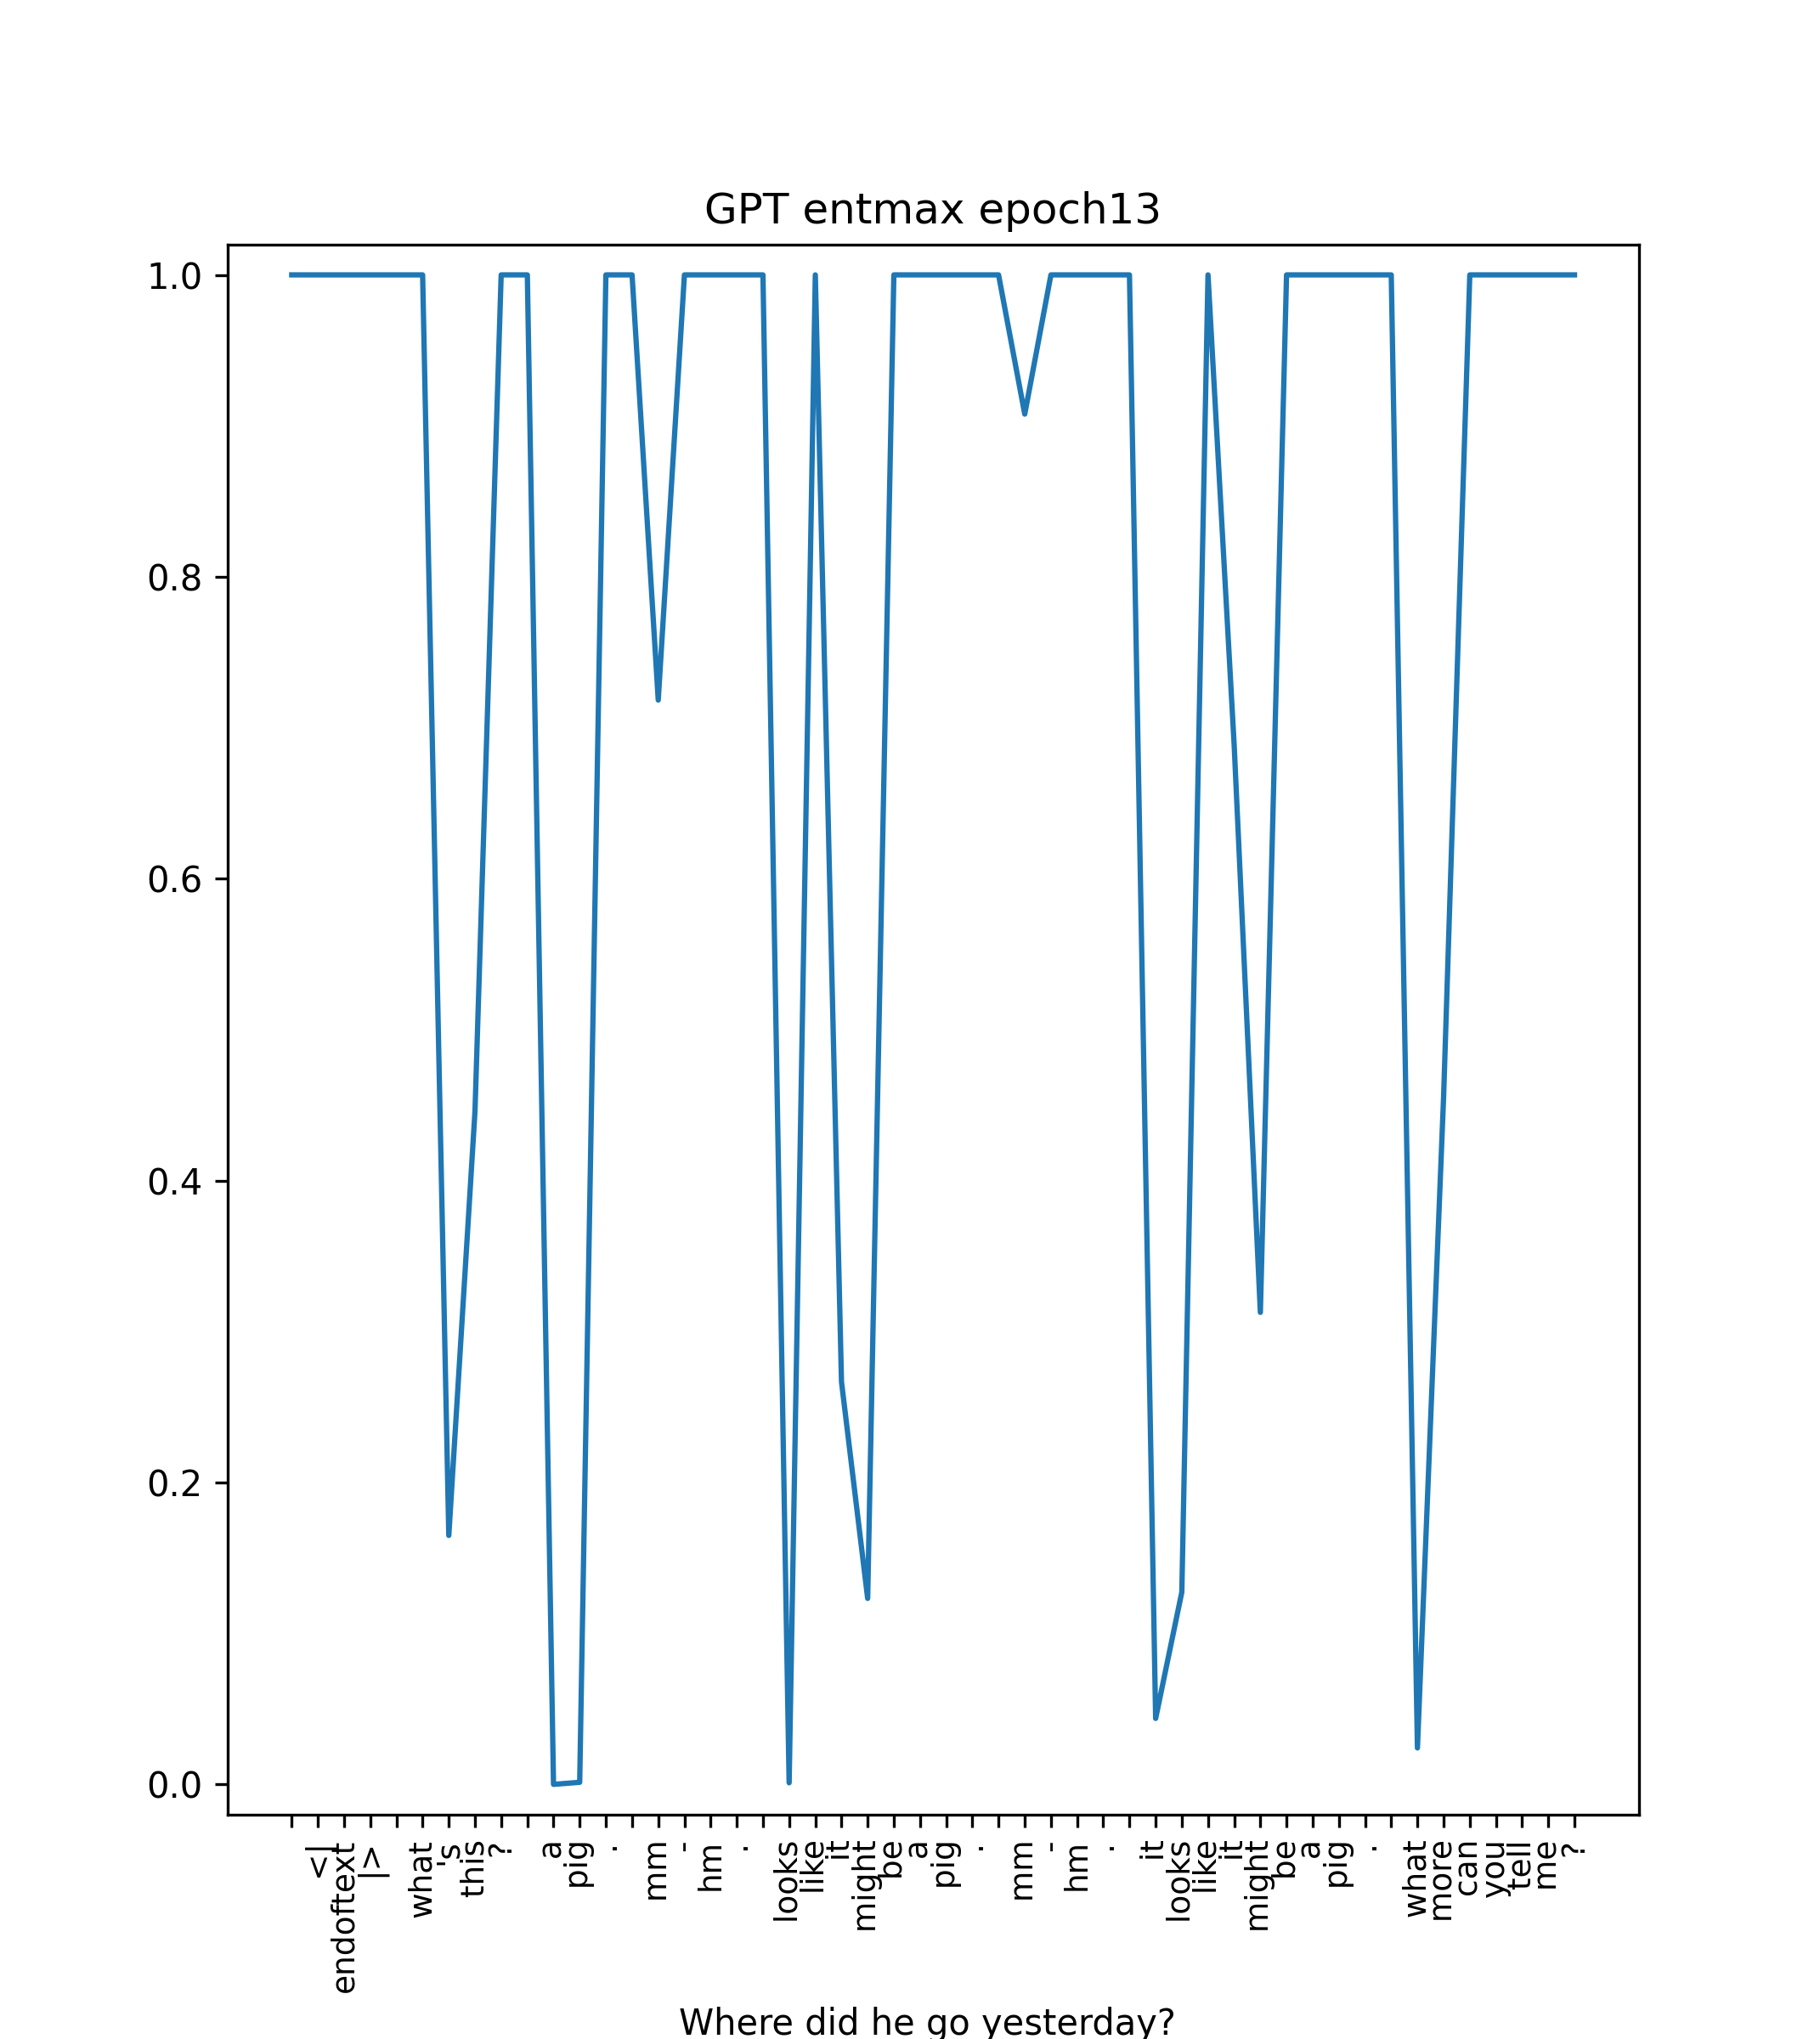 GPT entmax epoch13
1.0
0.8
0.6
0.4
0.2
0.0
<| endoftext |> what 's this ? a pig . mm - hm . looks like it might be a pig . mm - hm . it looks like it might be a pig . what more can you tell me ?
Where did he go yesterday?